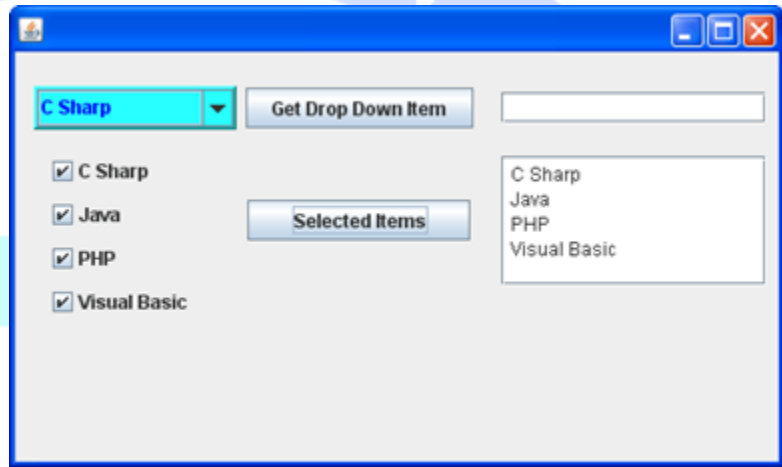 C Sharp
Get Drop Down Item
C Sharp
Java
PHP
Visual Basic
Selected Items
C Sharp
Java
PHP
Visual Basic